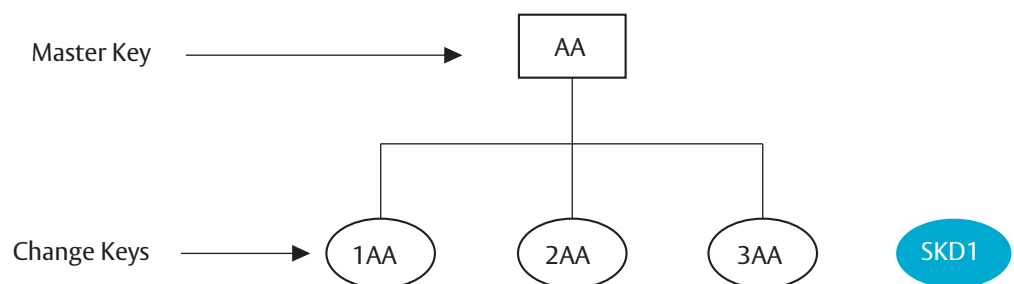 Master Key
AA
Change Keys
1AA
2AA
3AA
SKD1